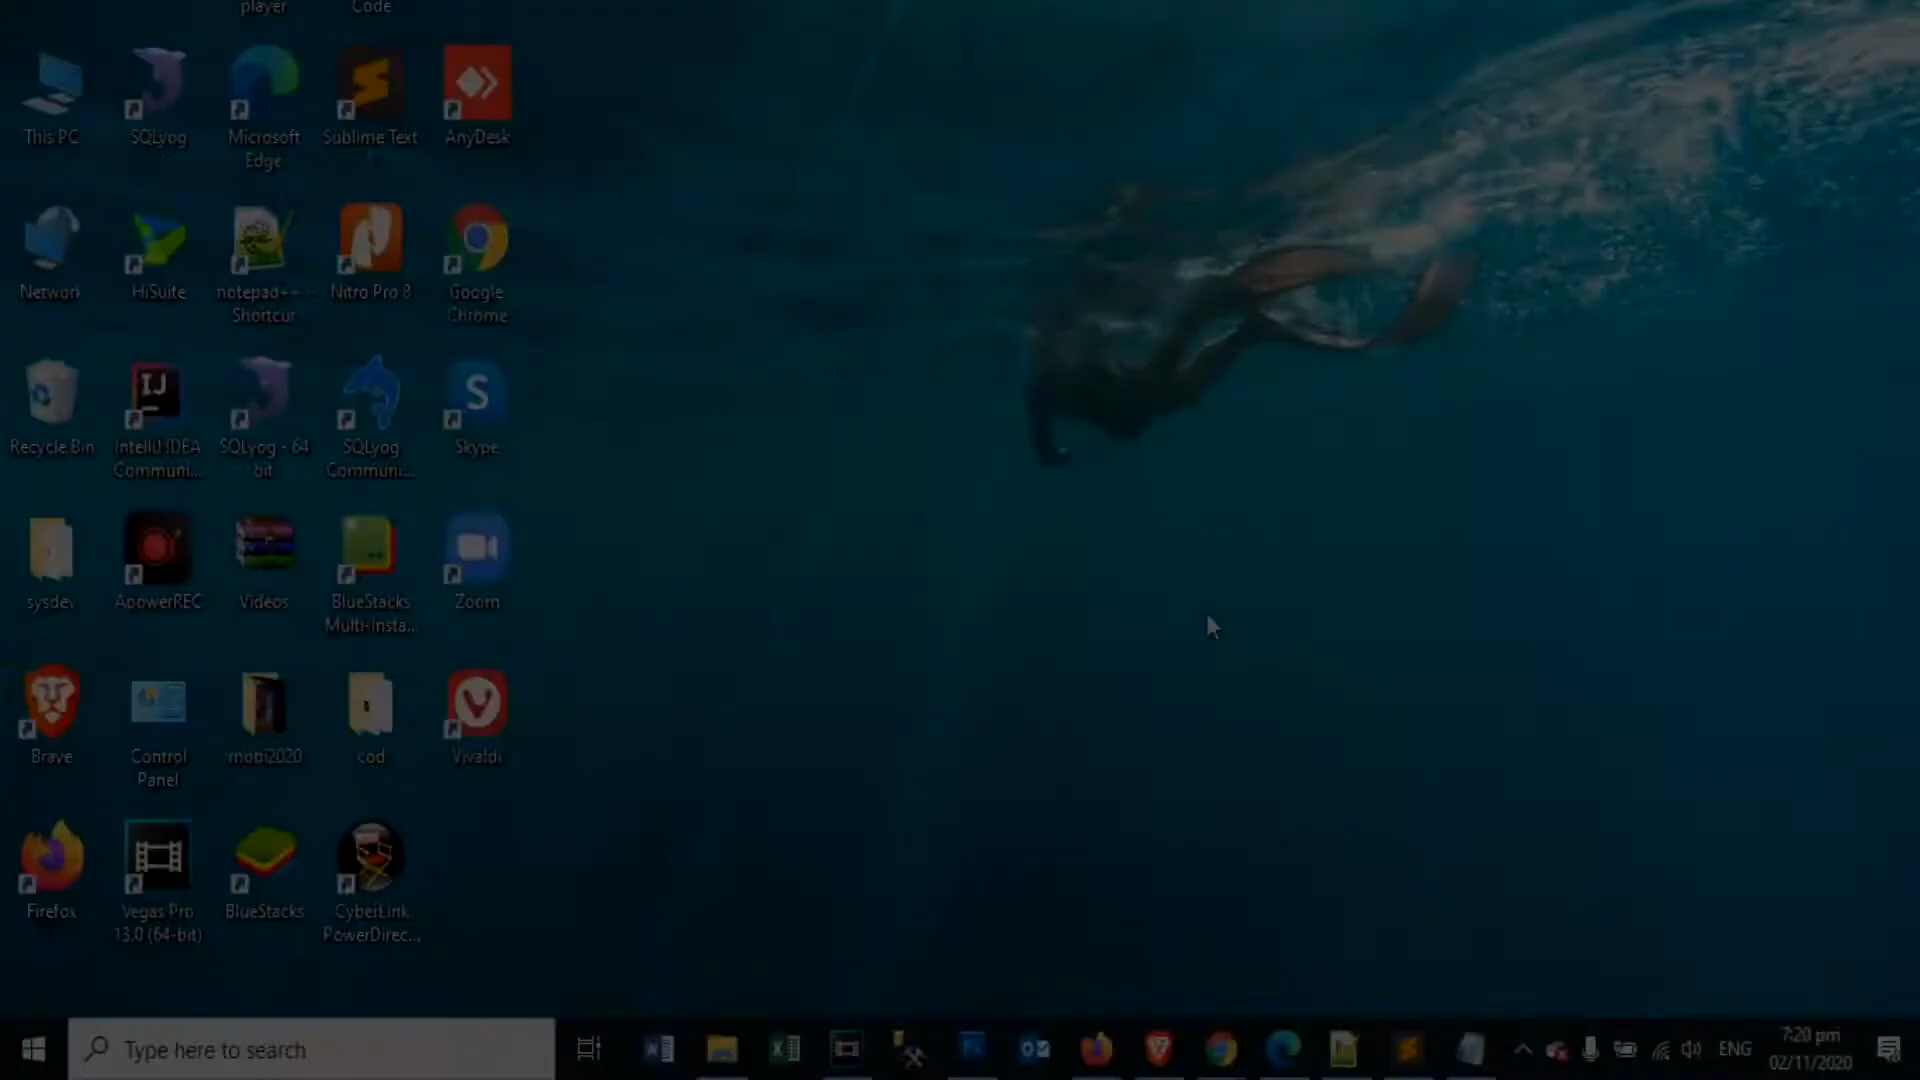 player
Code
This PC
SQLyog
Microsoft
Edge
Sublime Text
AnyDesk
Network
HiSuite
notepad++ -
Shortcut
Nitro Pro 8
Google
Chrome
Recycle Bin
IntelliJ IDEA
Communi...
SQLyog - 64
bit
SQLyog
Communi...
Skype
sysdev
ApowerREC
Videos
BlueStacks
Multi-Insta...
Zoom
Brave
Control
Panel
mobi2020
cod
Vivaldi
Firefox
Vegas Pro
13.0 (64-bit)
BlueStacks
CyberLink
PowerDirec...
Type here to search
ENG
7:20 pm
02/11/2020